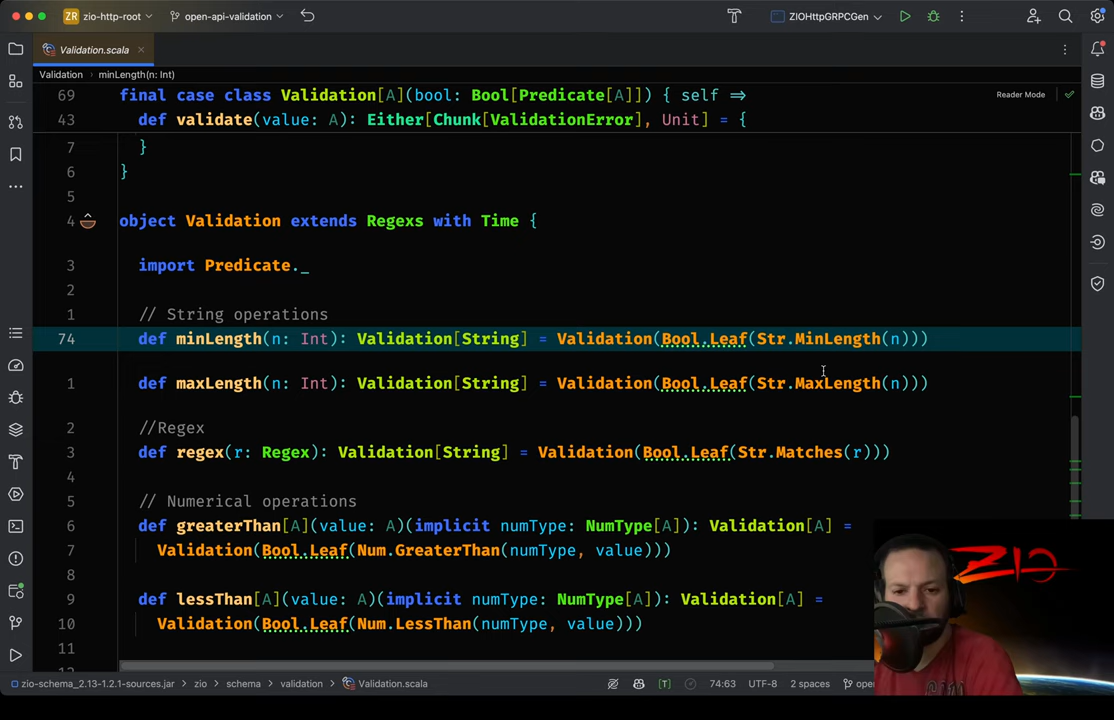 ZR zio-http-root open-api-validation ZIOHttpGRPCGen
Validation.scala
Validation minLength(n: Int)
69 final case class Validation[A](bool: Bool[Predicate[A]]) { self ⇒ Reader Mode
43 def validate(value: A): Either[Chunk[ValidationError], Unit] = {
7 }
6 }
5
4 object Validation extends Regexs with Time {
3 import Predicate._
2
1 // String operations
74 def minLength(n: Int): Validation[String] = Validation(Bool.Leaf(Str.MinLength(n)))
1 def maxLength(n: Int): Validation[String] = Validation(Bool.Leaf(Str.MaxLength(n)))
2 //Regex
3 def regex(r: Regex): Validation[String] = Validation(Bool.Leaf(Str.Matches(r)))
4
5 // Numerical operations
6 def greaterThan[A](value: A)(implicit numType: NumType[A]): Validation[A] =
7 Validation(Bool.Leaf(Num.GreaterThan(numType, value)))
8
9 def lessThan[A](value: A)(implicit numType: NumType[A]): Validation[A] =
10 Validation(Bool.Leaf(Num.LessThan(numType, value)))
11
ZIO
zio-schema_2.13-1.2.1-sources.jar zio schema validation Validation.scala 74:63 UTF-8 2 spaces